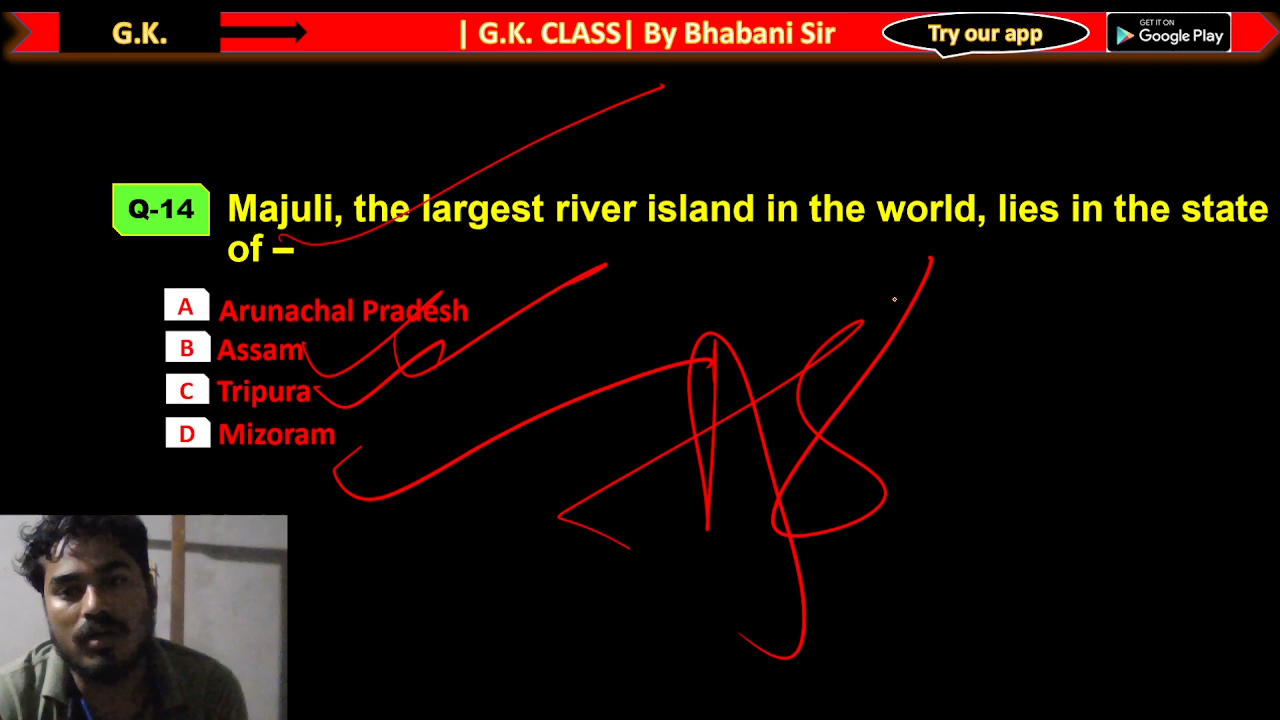 G.K.
| G.K. CLASS| By Bhabani Sir
Try our app
GET IT ON
Google Play
Q-14
Majuli, the largest river island in the world, lies in the state
of –
A Arunachal Pradesh
B Assam
C Tripura
D Mizoram